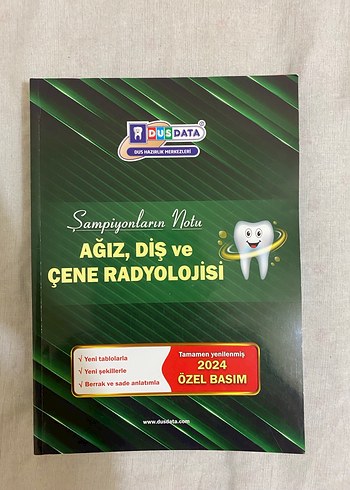 DUSDATA
DUS HAZIRLIK MERKEZLERİ
Şampiyonların Notu
AĞIZ, DİŞ ve
ÇENE RADYOLOJİSİ
√ Yeni tablolarla
√ Yeni şekillerle
√ Berrak ve sade anlatımla
Tamamen yenilenmiş
2024
ÖZEL BASIM
www.dusdata.com